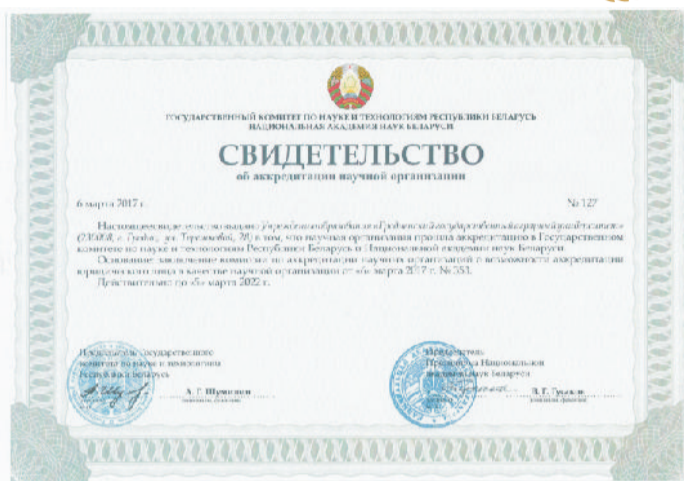 ГОСУДАРСТВЕННЫЙ КОМИТЕТ ПО НАУКЕ И ТЕХНОЛОГИЯМ РЕСПУБЛИКИ БЕЛАРУСЬ
НАЦИОНАЛЬНАЯ АКАДЕМИЯ НАУК БЕЛАРУСИ
СВИДЕТЕЛЬСТВО
об аккредитации научной организации
6 марта 2017 г.
№ 127
Настоящее свидетельство выдано Учреждению образования «Гродненский государственный аграрный университет»
(230008, г. Гродно, ул. Терешковой, 28) в том, что научная организация прошла аккредитацию в Государственном
комитете по науке и технологиям Республики Беларусь и Национальной академии наук Беларуси.
Основание: заключение комиссии по аккредитации научных организаций о возможности аккредитации
юридического лица в качестве научной организации от «6» марта 2017 г. № 353.
Действительно до «5» марта 2022 г.
Председатель Государственного
комитета по науке и технологиям
Республики Беларусь
А. Г. Шумилин
Председатель
Президиума Национальной
академии наук Беларуси
В. Г. Гусаков